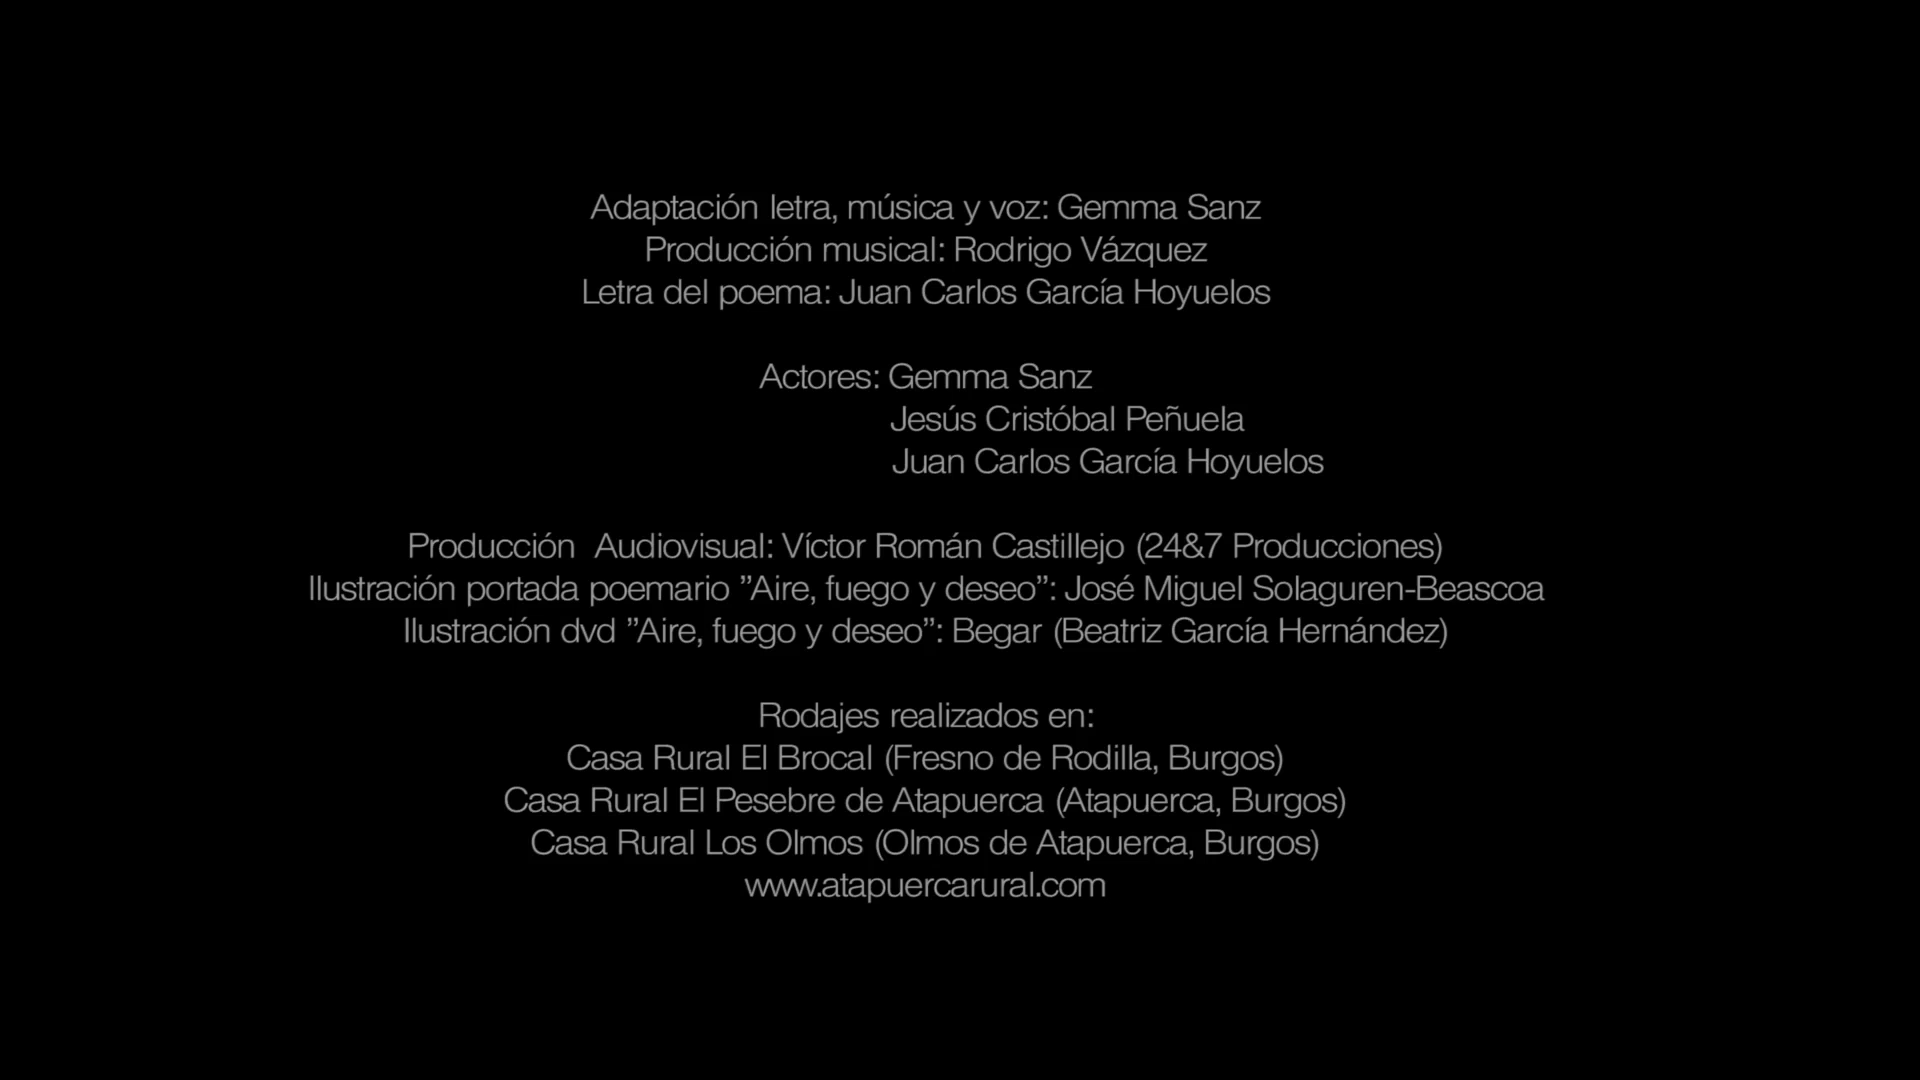 Adaptación letra, música y voz: Gemma Sanz
Producción musical: Rodrigo Vázquez
Letra del poema: Juan Carlos García Hoyuelos
Actores: Gemma Sanz
Jesús Cristóbal Peñuela
Juan Carlos García Hoyuelos
Producción  Audiovisual: Víctor Román Castillejo (24&7 Producciones)
Ilustración portada poemario ”Aire, fuego y deseo”: José Miguel Solaguren-Beascoa
Ilustración dvd ”Aire, fuego y deseo”: Begar (Beatriz García Hernández)
Rodajes realizados en:
Casa Rural El Brocal (Fresno de Rodilla, Burgos)
Casa Rural El Pesebre de Atapuerca (Atapuerca, Burgos)
Casa Rural Los Olmos (Olmos de Atapuerca, Burgos)
www.atapuercarural.com